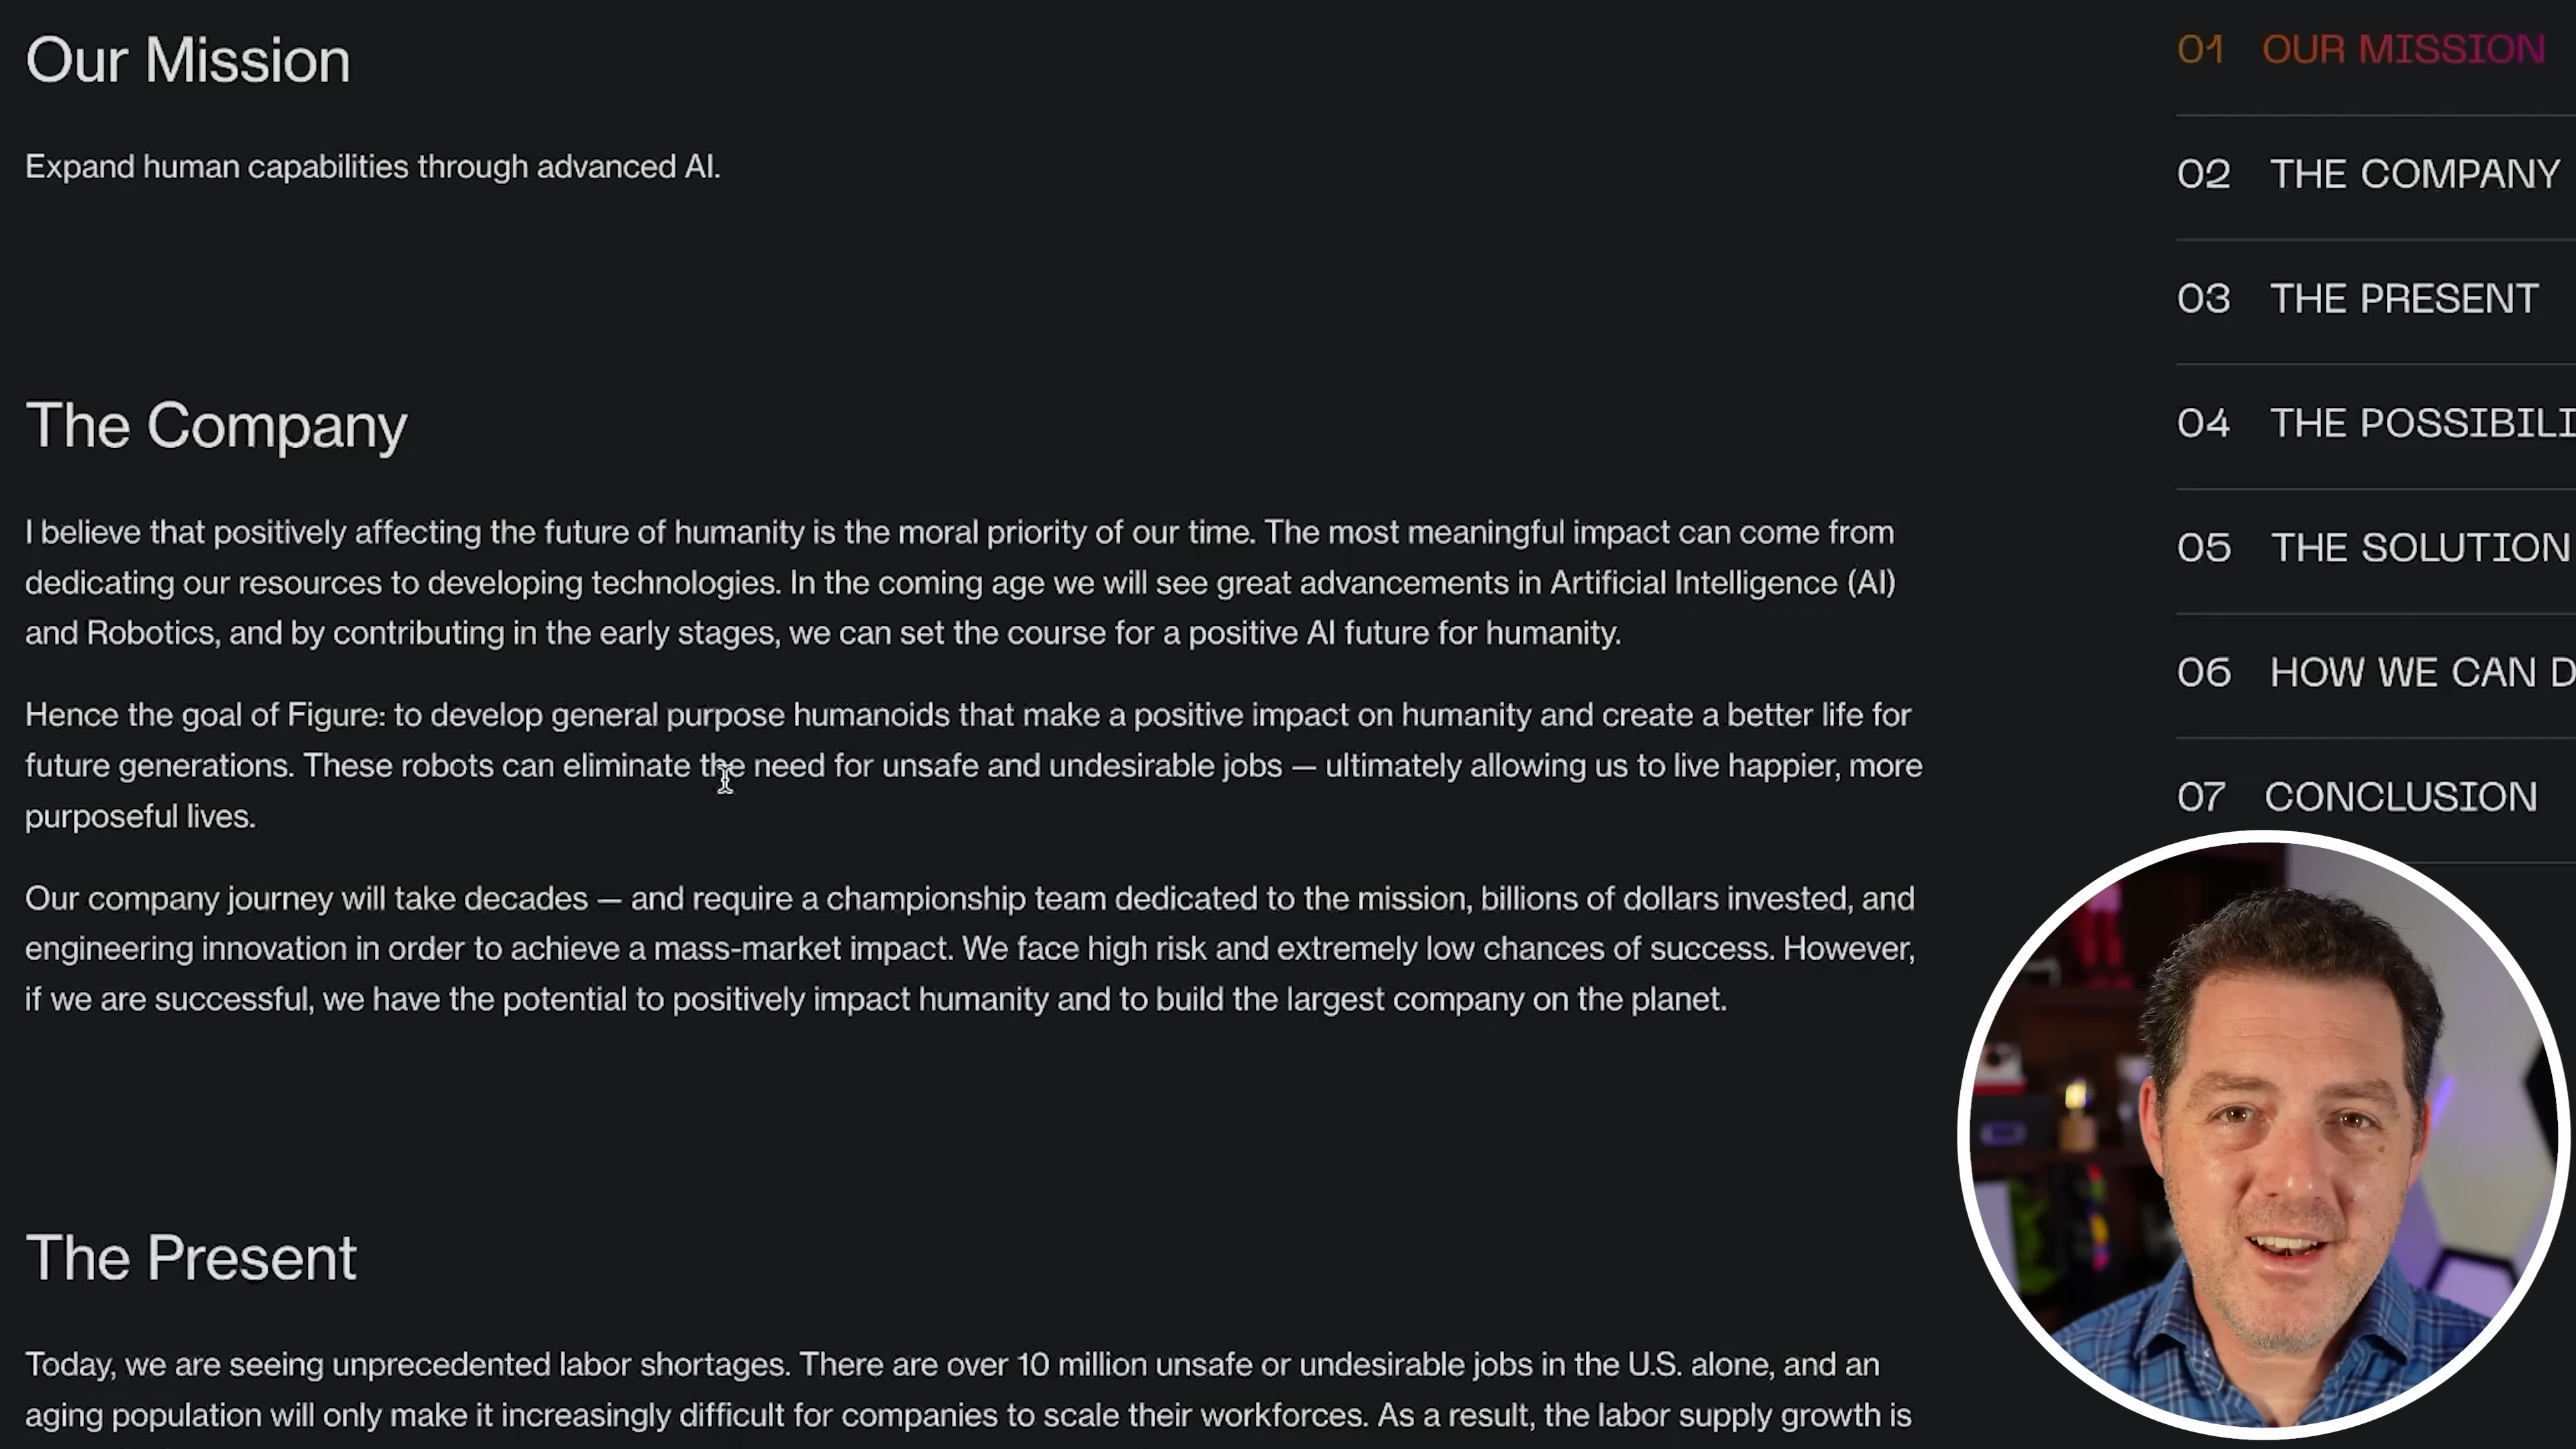 Our Mission
Expand human capabilities through advanced AI.
The Company
I believe that positively affecting the future of humanity is the moral priority of our time. The most meaningful impact can come from
dedicating our resources to developing technologies. In the coming age we will see great advancements in Artificial Intelligence (AI)
and Robotics, and by contributing in the early stages, we can set the course for a positive AI future for humanity.
Hence the goal of Figure: to develop general purpose humanoids that make a positive impact on humanity and create a better life for
future generations. These robots can eliminate the need for unsafe and undesirable jobs — ultimately allowing us to live happier, more
purposeful lives.
Our company journey will take decades — and require a championship team dedicated to the mission, billions of dollars invested, and
engineering innovation in order to achieve a mass-market impact. We face high risk and extremely low chances of success. However,
if we are successful, we have the potential to positively impact humanity and to build the largest company on the planet.
The Present
Today, we are seeing unprecedented labor shortages. There are over 10 million unsafe or undesirable jobs in the U.S. alone, and an
aging population will only make it increasingly difficult for companies to scale their workforces. As a result, the labor supply growth is
01 OUR MISSION
02 THE COMPANY
03 THE PRESENT
04 THE POSSIBILI
05 THE SOLUTION
06 HOW WE CAN D
07 CONCLUSION